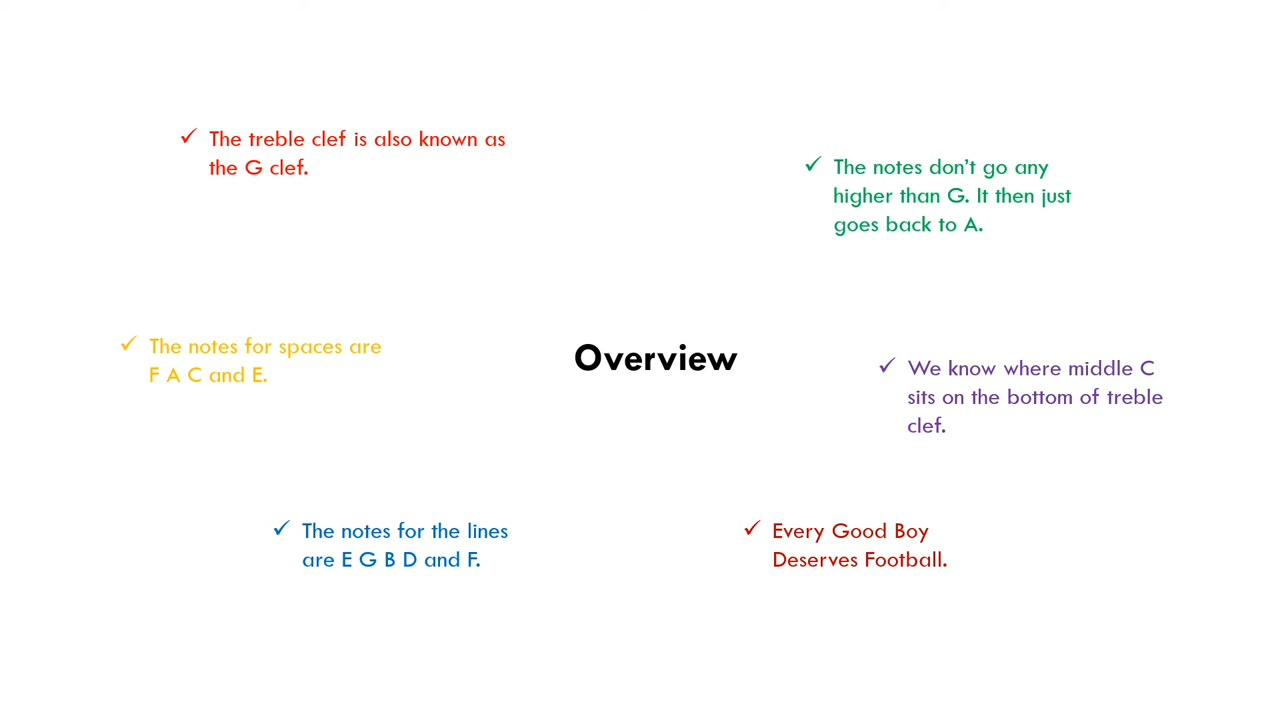 ✓ The treble clef is also known as
the G clef.
✓ The notes don't go any
higher than G. It then just
goes back to A.
✓ The notes for spaces are
F A C and E.
Overview
✓ We know where middle C
sits on the bottom of treble
clef.
✓ The notes for the lines
are E G B D and F.
✓ Every Good Boy
Deserves Football.